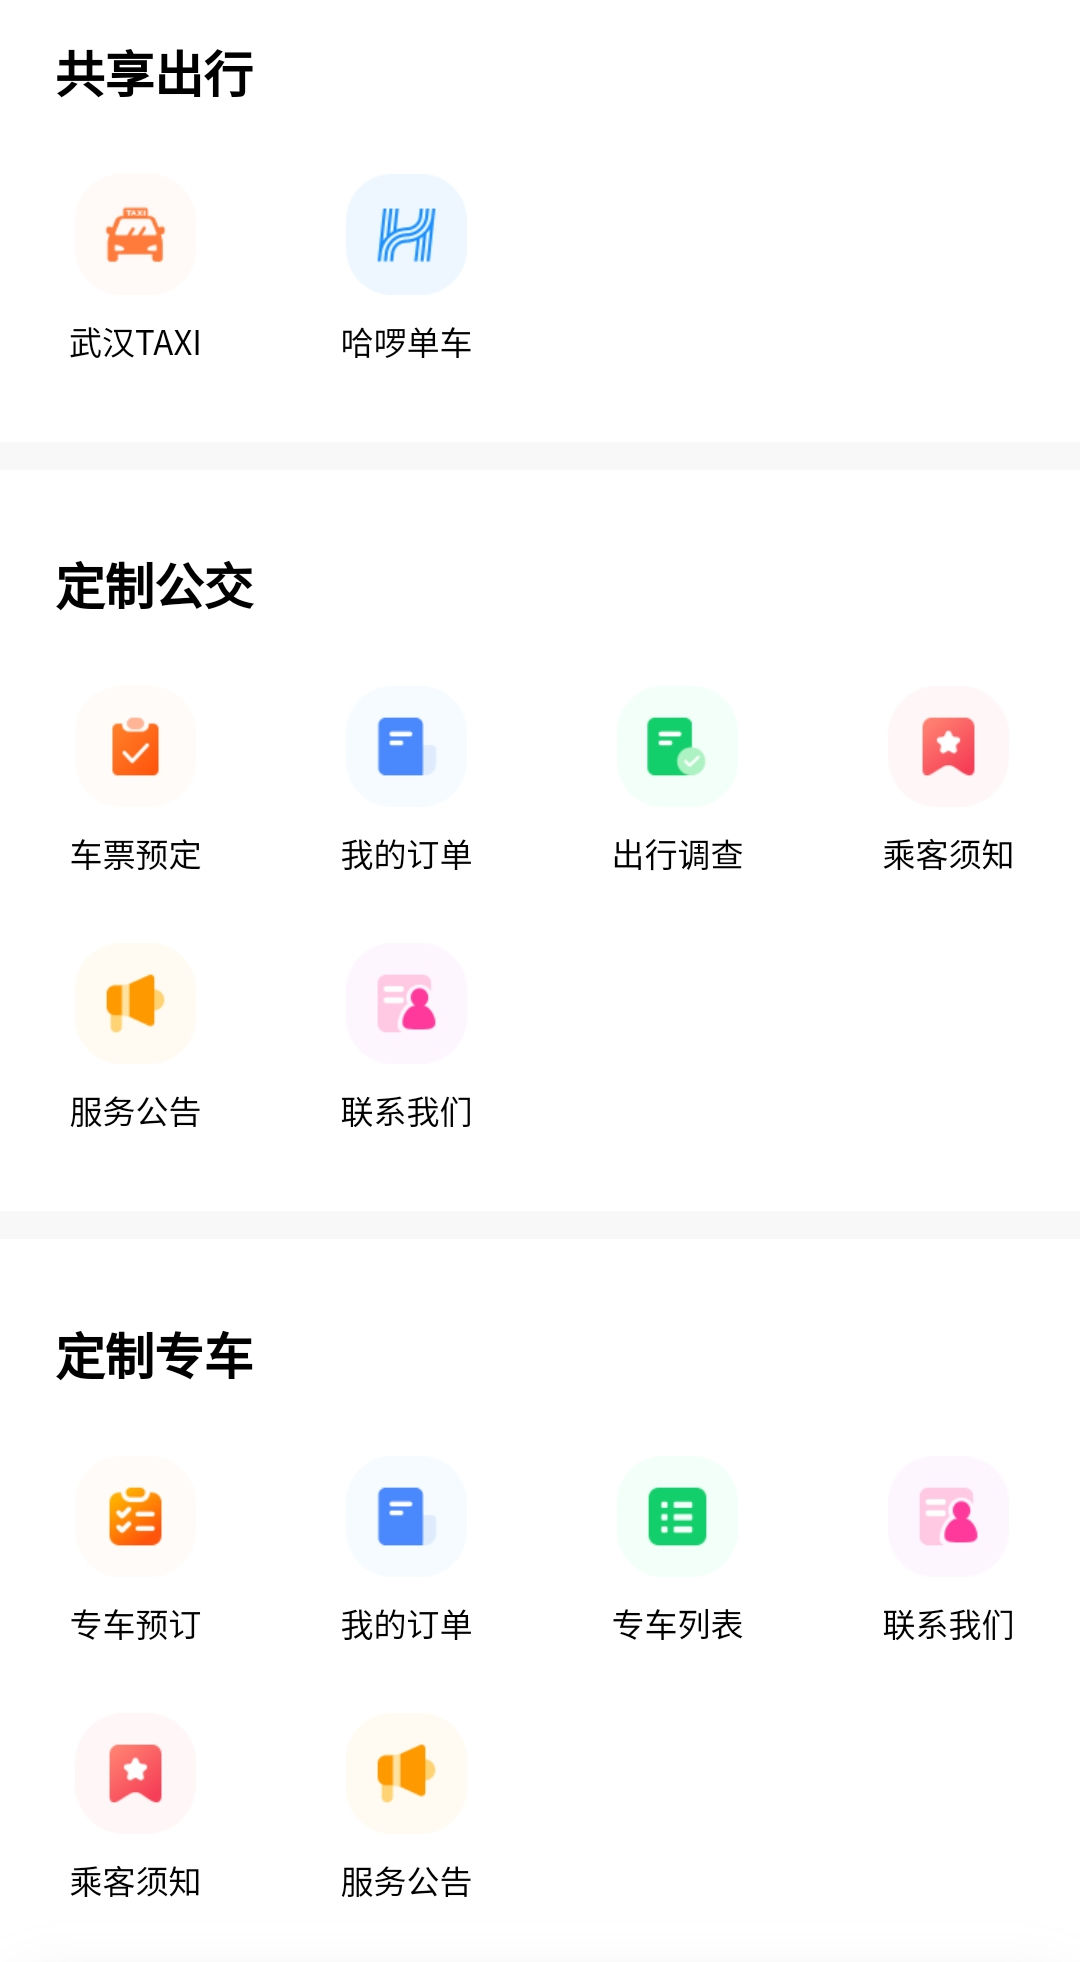 共享出行
TAXI
武汉TAXI
哈啰单车
定制公交
车票预定
我的订单
出行调查
乘客须知
服务公告
联系我们
定制专车
专车预订
我的订单
专车列表
联系我们
乘客须知
服务公告